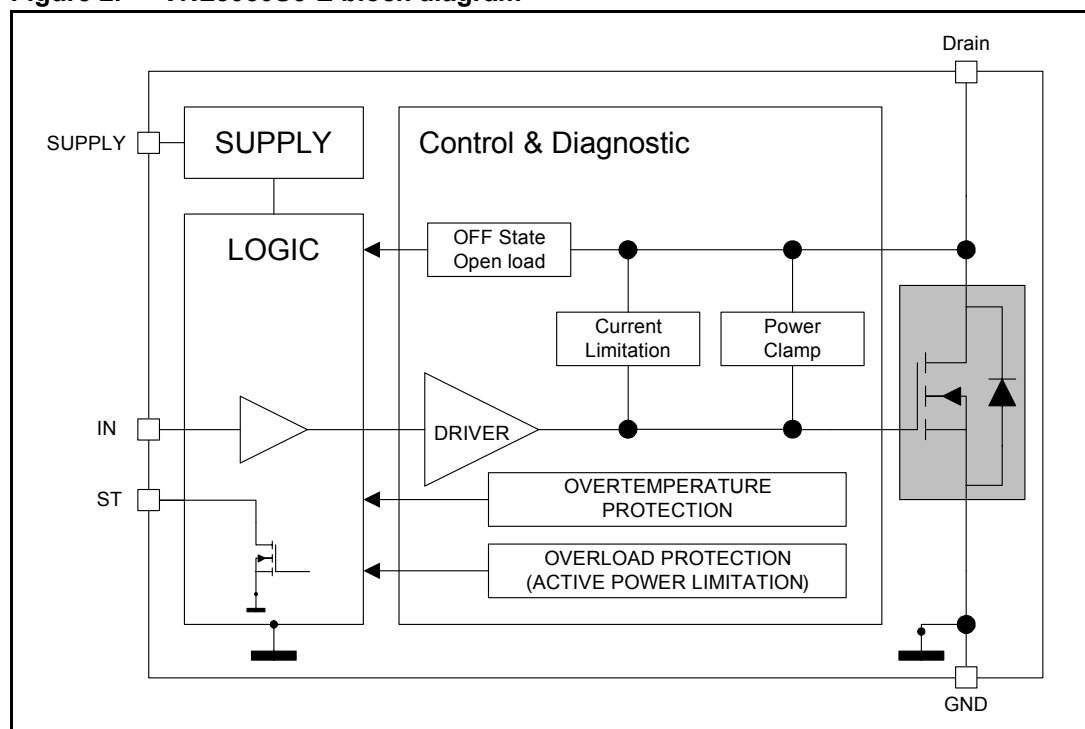 Drain
SUPPLY
SUPPLY
Control & Diagnostic
LOGIC
OFF State
Open load
Current
Limitation
Power
Clamp
IN
DRIVER
ST
OVERTEMPERATURE
PROTECTION
OVERLOAD PROTECTION
(ACTIVE POWER LIMITATION)
GND